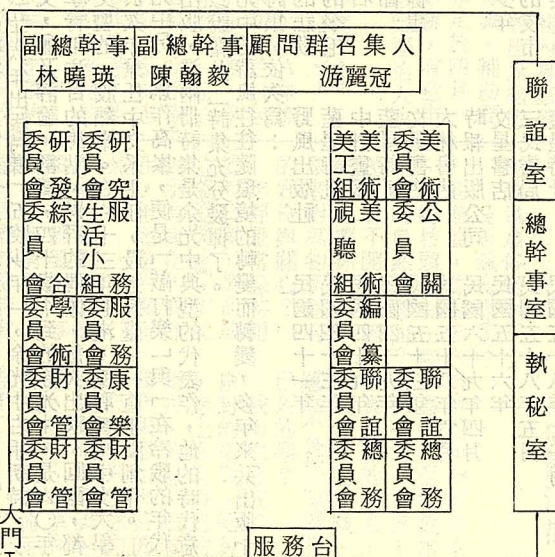 副總幹事
林曉瑛
副總幹事
陳翰毅
顧問群召集人
游麗冠
聯誼室
總幹事室
執秘室
研發委員會
研究委員會
綜合委員會
服務生活小組
學術委員會
服務委員會
財管委員會
康樂委員會
財管委員會
財管委員會
美術美工組
美術委員會
美術視聽組
公關委員會
編纂委員會
聯誼委員會
聯誼委員會
總務委員會
總務委員會
服務台
大門